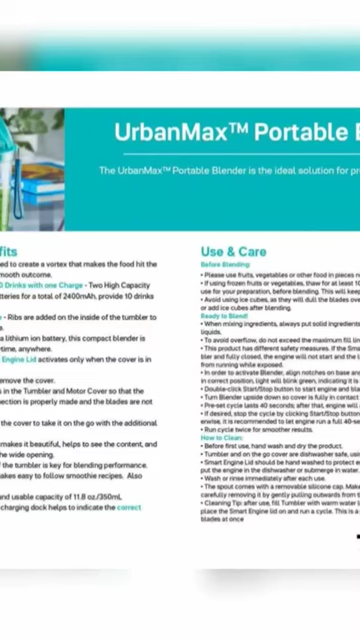 UrbanMax™ Portable
The UrbanMax™ Portable Blender is the ideal solution for
fits
ed to create a vortex that makes the food hit the
mooth outcome.
0 Drinks with one Charge - Two High Capacity
tteries for a total of 2400mAh, provide 10 drinks
- Ribs are added on the inside of the tumbler to
a lithium ion battery, this compact blender is
time, anywhere.
Engine Lid activates only when the cover is in
emove the cover.
s in the Tumbler and Motor Cover so that the
nection is properly made and the blades are not
the cover to take it on the go with the additional
makes it beautiful, helps to see the content, and
he wide opening.
f the tumbler is key for blending performance.
akes easy to follow smoothie recipes. Also
and usable capacity of 11.8 oz/350ml,
charging dock helps to indicate the correct
Use & Care
Before Blending:
• Please use fruits, vegetables or other food in pieces
• If using frozen fruits or vegetables, thaw for at least
use for your preparation, before blending. This will
• Avoid using ice cubes, as they will dull the blades
or add ice cubes after blending.
Ready to Blend!
• When mixing ingredients, always put solid
liquids.
• To avoid overflow, do not exceed the maximum fill
• This product has different safety measures. If the
bler and fully closed, the engine will not start and the
from running while exposed.
• In order to activate Blender, align notches on base
in correct position, light will blink green, indicating it is
• Double-click Start/Stop button to start engine and
• Turn Blender upside down so cover is fully in contact
• Pre-set cycle lasts 40 seconds; after that, engine will
• If desired, stop the cycle by clicking Start/Stop
erwise, it is recommended to let engine run a full
• Run cycle twice for smoother results.
How to Clean:
• Before first use, hand wash and dry the product.
• Tumbler and on the go cover are dishwasher safe,
• Smart Engine Lid should be hand washed to protect
put the engine in the dishwasher or submerge in water.
• Wash or rinse immediately after each use.
• The spout comes with a removable silicone cap.
carefully removing it by gently pulling outwards from
• Cleaning Tip: after use, fill Tumbler with warm water
place the Smart Engine lid on and run a cycle. This is a
blades at once